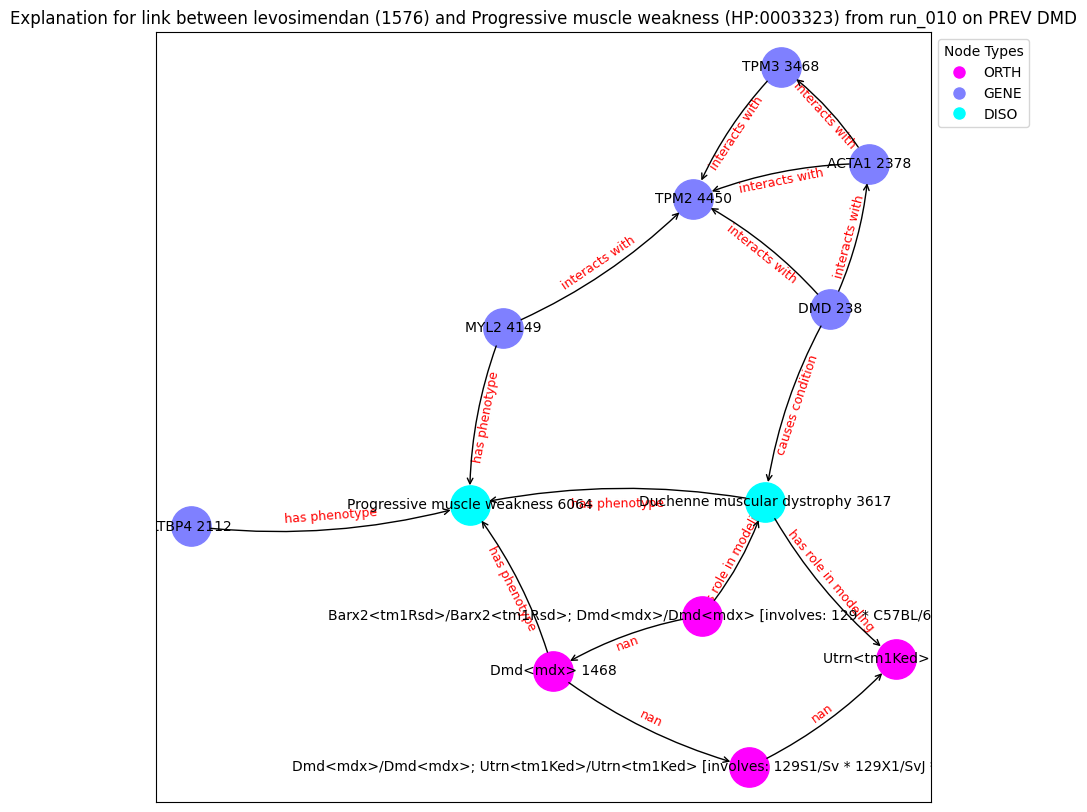 Explanation for link between levosimendan (1576) and Progressive muscle weakness (HP:0003323) from run_010 on PREV DMD
Node Types
ORTH
GENE
DISO
TPM3 3468
interacts with
interacts with
ACTA1 2378
interacts with
TPM2 4450
interacts with
interacts with
interacts with
DMD 238
MYL2 4149
causes condition
has phenotype
Progressive muscle weakness 6064
has phenotype
Duchenne muscular dystrophy 3617
TBP4 2112
has phenotype
has phenotype
role in model
has role in modeling
Barx2<tm1Rsd>/Barx2<tm1Rsd>; Dmd<mdx>/Dmd<mdx> [involves: 129 * C57BL/6
nan
Utrn<tm1Ked>
Dmd<mdx> 1468
nan
nan
Dmd<mdx>/Dmd<mdx>; Utrn<tm1Ked>/Utrn<tm1Ked> [involves: 129S1/Sv * 129X1/SvJ